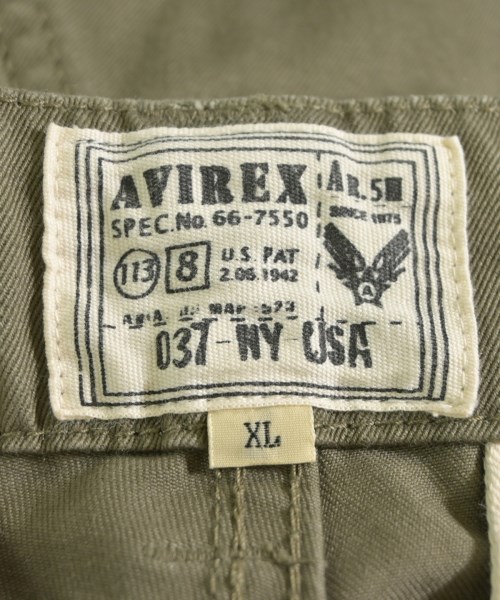 AVIREX
AR.5
SPEC.No. 66-7550
SINCE 1975
113 8 U.S. PAT
2.06.1942
A
037-NY USA
XL